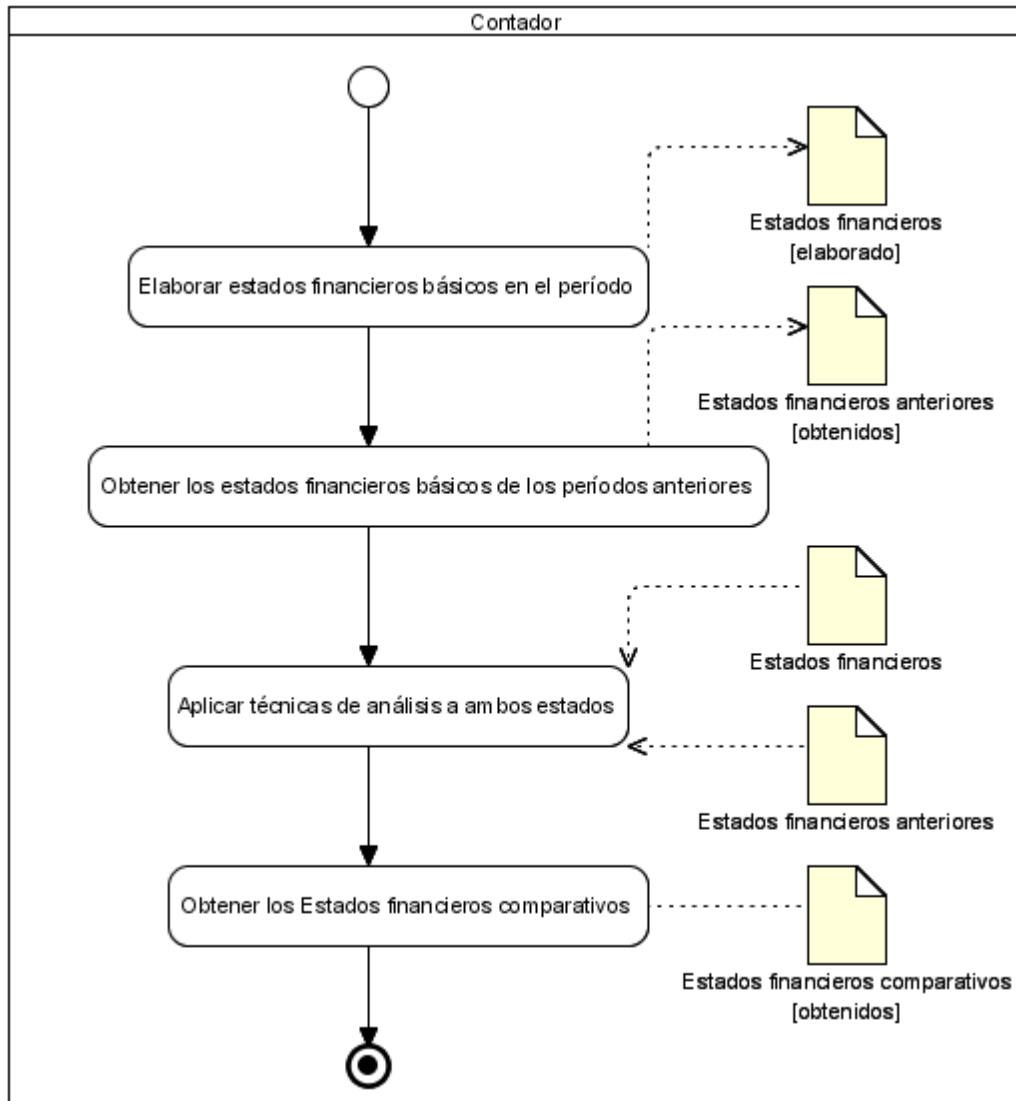 Contador
Estados financieros
[elaborado]
Elaborar estados financieros básicos en el período
Estados financieros anteriores
[obtenidos]
Obtener los estados financieros básicos de los períodos anteriores
Estados financieros
Aplicar técnicas de análisis a ambos estados
Estados financieros anteriores
Obtener los Estados financieros comparativos
Estados financieros comparativos
[obtenidos]